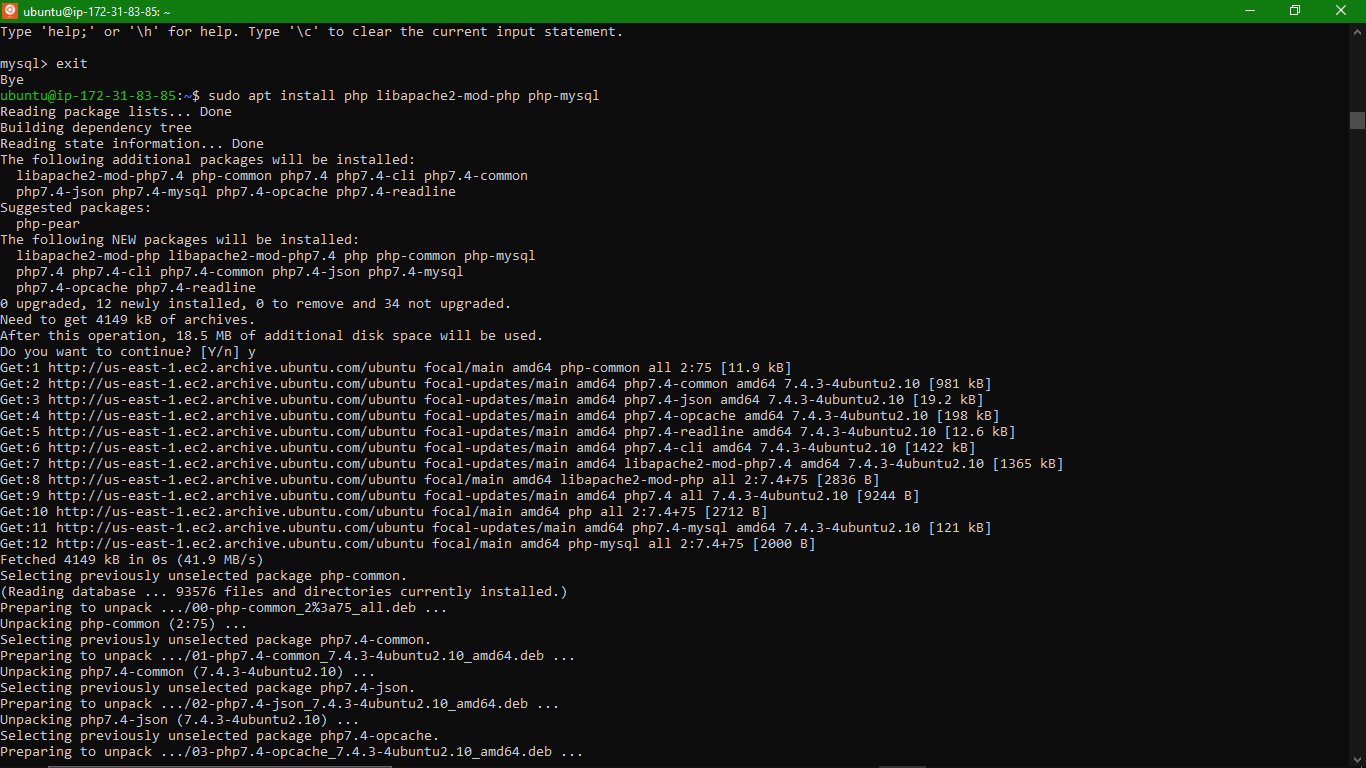 ubuntu@ip-172-31-83-85: ~
Type 'help;' or '\h' for help. Type '\c' to clear the current input statement.
mysql> exit
Bye
ubuntu@ip-172-31-83-85:~$ sudo apt install php libapache2-mod-php php-mysql
Reading package lists... Done
Building dependency tree
Reading state information... Done
The following additional packages will be installed:
  libapache2-mod-php7.4 php-common php7.4 php7.4-cli php7.4-common
  php7.4-json php7.4-mysql php7.4-opcache php7.4-readline
Suggested packages:
  php-pear
The following NEW packages will be installed:
  libapache2-mod-php libapache2-mod-php7.4 php php-common php-mysql
  php7.4 php7.4-cli php7.4-common php7.4-json php7.4-mysql
  php7.4-opcache php7.4-readline
0 upgraded, 12 newly installed, 0 to remove and 34 not upgraded.
Need to get 4149 kB of archives.
After this operation, 18.5 MB of additional disk space will be used.
Do you want to continue? [Y/n] y
Get:1 http://us-east-1.ec2.archive.ubuntu.com/ubuntu focal/main amd64 php-common all 2:75 [11.9 kB]
Get:2 http://us-east-1.ec2.archive.ubuntu.com/ubuntu focal-updates/main amd64 php7.4-common amd64 7.4.3-4ubuntu2.10 [981 kB]
Get:3 http://us-east-1.ec2.archive.ubuntu.com/ubuntu focal-updates/main amd64 php7.4-json amd64 7.4.3-4ubuntu2.10 [19.2 kB]
Get:4 http://us-east-1.ec2.archive.ubuntu.com/ubuntu focal-updates/main amd64 php7.4-opcache amd64 7.4.3-4ubuntu2.10 [198 kB]
Get:5 http://us-east-1.ec2.archive.ubuntu.com/ubuntu focal-updates/main amd64 php7.4-readline amd64 7.4.3-4ubuntu2.10 [12.6 kB]
Get:6 http://us-east-1.ec2.archive.ubuntu.com/ubuntu focal-updates/main amd64 php7.4-cli amd64 7.4.3-4ubuntu2.10 [1422 kB]
Get:7 http://us-east-1.ec2.archive.ubuntu.com/ubuntu focal-updates/main amd64 libapache2-mod-php7.4 amd64 7.4.3-4ubuntu2.10 [1365 kB]
Get:8 http://us-east-1.ec2.archive.ubuntu.com/ubuntu focal/main amd64 libapache2-mod-php all 2:7.4+75 [2836 B]
Get:9 http://us-east-1.ec2.archive.ubuntu.com/ubuntu focal-updates/main amd64 php7.4 all 7.4.3-4ubuntu2.10 [9244 B]
Get:10 http://us-east-1.ec2.archive.ubuntu.com/ubuntu focal/main amd64 php all 2:7.4+75 [2712 B]
Get:11 http://us-east-1.ec2.archive.ubuntu.com/ubuntu focal-updates/main amd64 php7.4-mysql amd64 7.4.3-4ubuntu2.10 [121 kB]
Get:12 http://us-east-1.ec2.archive.ubuntu.com/ubuntu focal/main amd64 php-mysql all 2:7.4+75 [2000 B]
Fetched 4149 kB in 0s (41.9 MB/s)
Selecting previously unselected package php-common.
(Reading database ... 93576 files and directories currently installed.)
Preparing to unpack .../00-php-common_2%3a75_all.deb ...
Unpacking php-common (2:75) ...
Selecting previously unselected package php7.4-common.
Preparing to unpack .../01-php7.4-common_7.4.3-4ubuntu2.10_amd64.deb ...
Unpacking php7.4-common (7.4.3-4ubuntu2.10) ...
Selecting previously unselected package php7.4-json.
Preparing to unpack .../02-php7.4-json_7.4.3-4ubuntu2.10_amd64.deb ...
Unpacking php7.4-json (7.4.3-4ubuntu2.10) ...
Selecting previously unselected package php7.4-opcache.
Preparing to unpack .../03-php7.4-opcache_7.4.3-4ubuntu2.10_amd64.deb ...